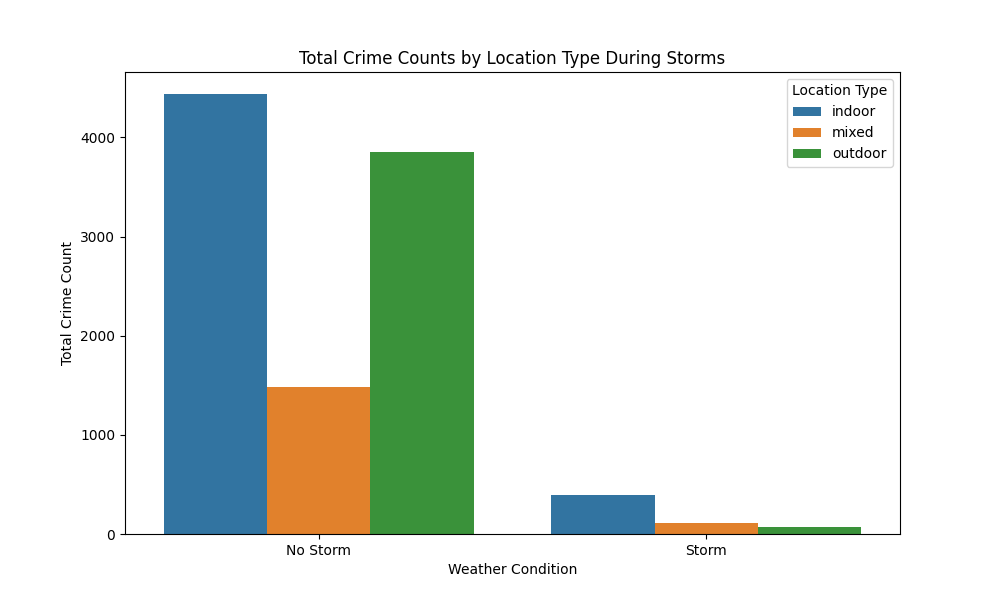 Total Crime Counts by Location Type During Storms
Location Type
indoor
mixed
outdoor
4000
3000
2000
1000
0
Total Crime Count
No Storm
Storm
Weather Condition